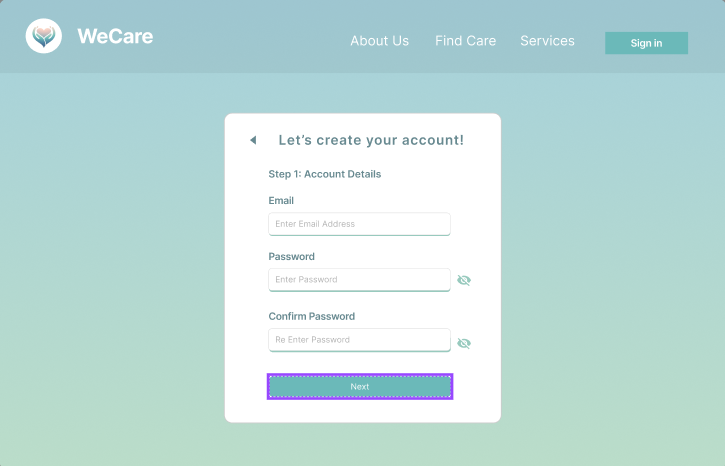 WeCare
About Us Find Care Services Sign in
Let's create your account!
Step 1: Account Details
Email
Enter Email Address
Password
Enter Password
Confirm Password
Re Enter Password
Next